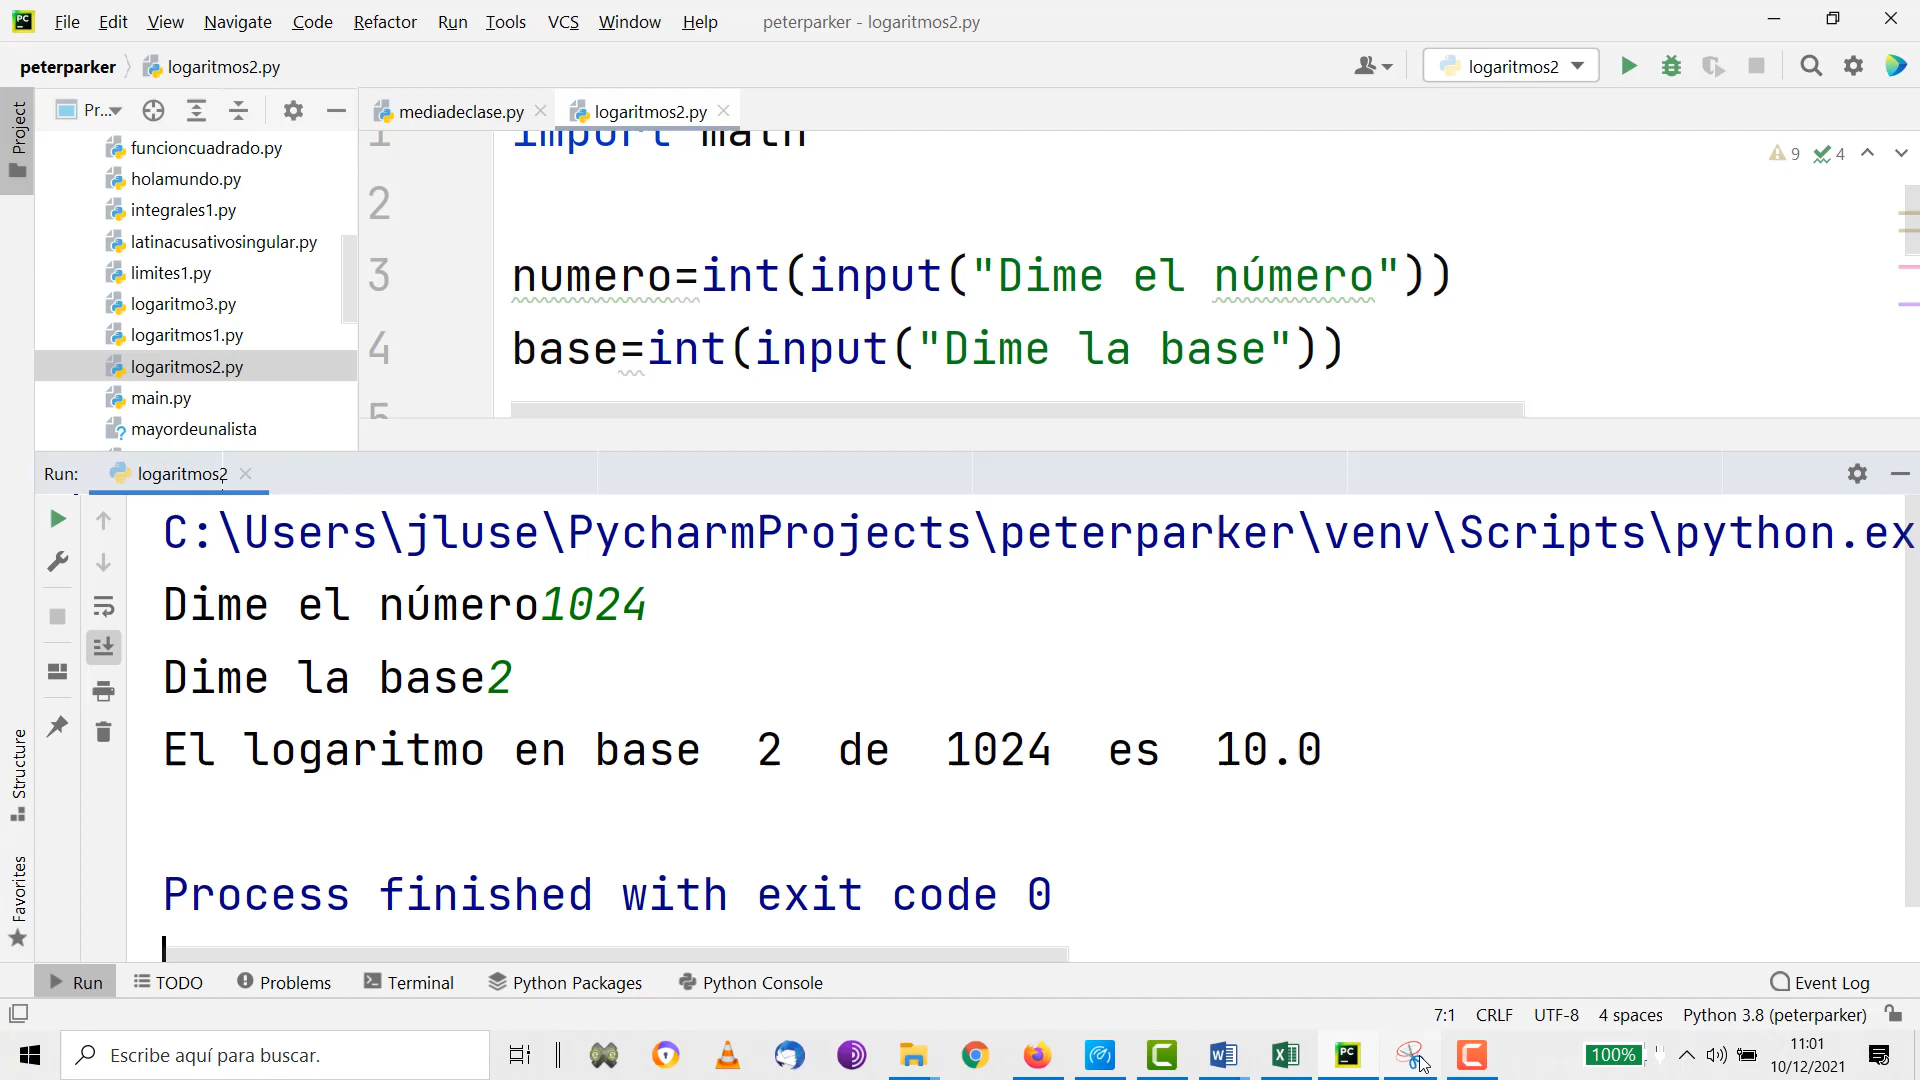 File Edit View Navigate Code Refactor Run Tools VCS Window Help peterparker - logaritmos2.py
peterparker logaritmos2.py logaritmos2
Pr... mediadeclase.py logaritmos2.py
Project
funcioncuadrado.py
holamundo.py
integrales1.py
latinacusativosingular.py
limites1.py
logaritmo3.py
logaritmos1.py
logaritmos2.py
main.py
mayordeunalista
1 import math
9 4
2
3 numero=int(input("Dime el número"))
4 base=int(input("Dime la base"))
5
Run: logaritmos2
C:\Users\jluse\PycharmProjects\peterparker\venv\Scripts\python.ex
Dime el número1024
Dime la base2
El logaritmo en base  2  de  1024  es  10.0
Process finished with exit code 0
Structure
Favorites
Run TODO Problems Terminal Python Packages Python Console Event Log
7:1 CRLF UTF-8 4 spaces Python 3.8 (peterparker)
Escribe aquí para buscar.
PC
100%
11:01
10/12/2021